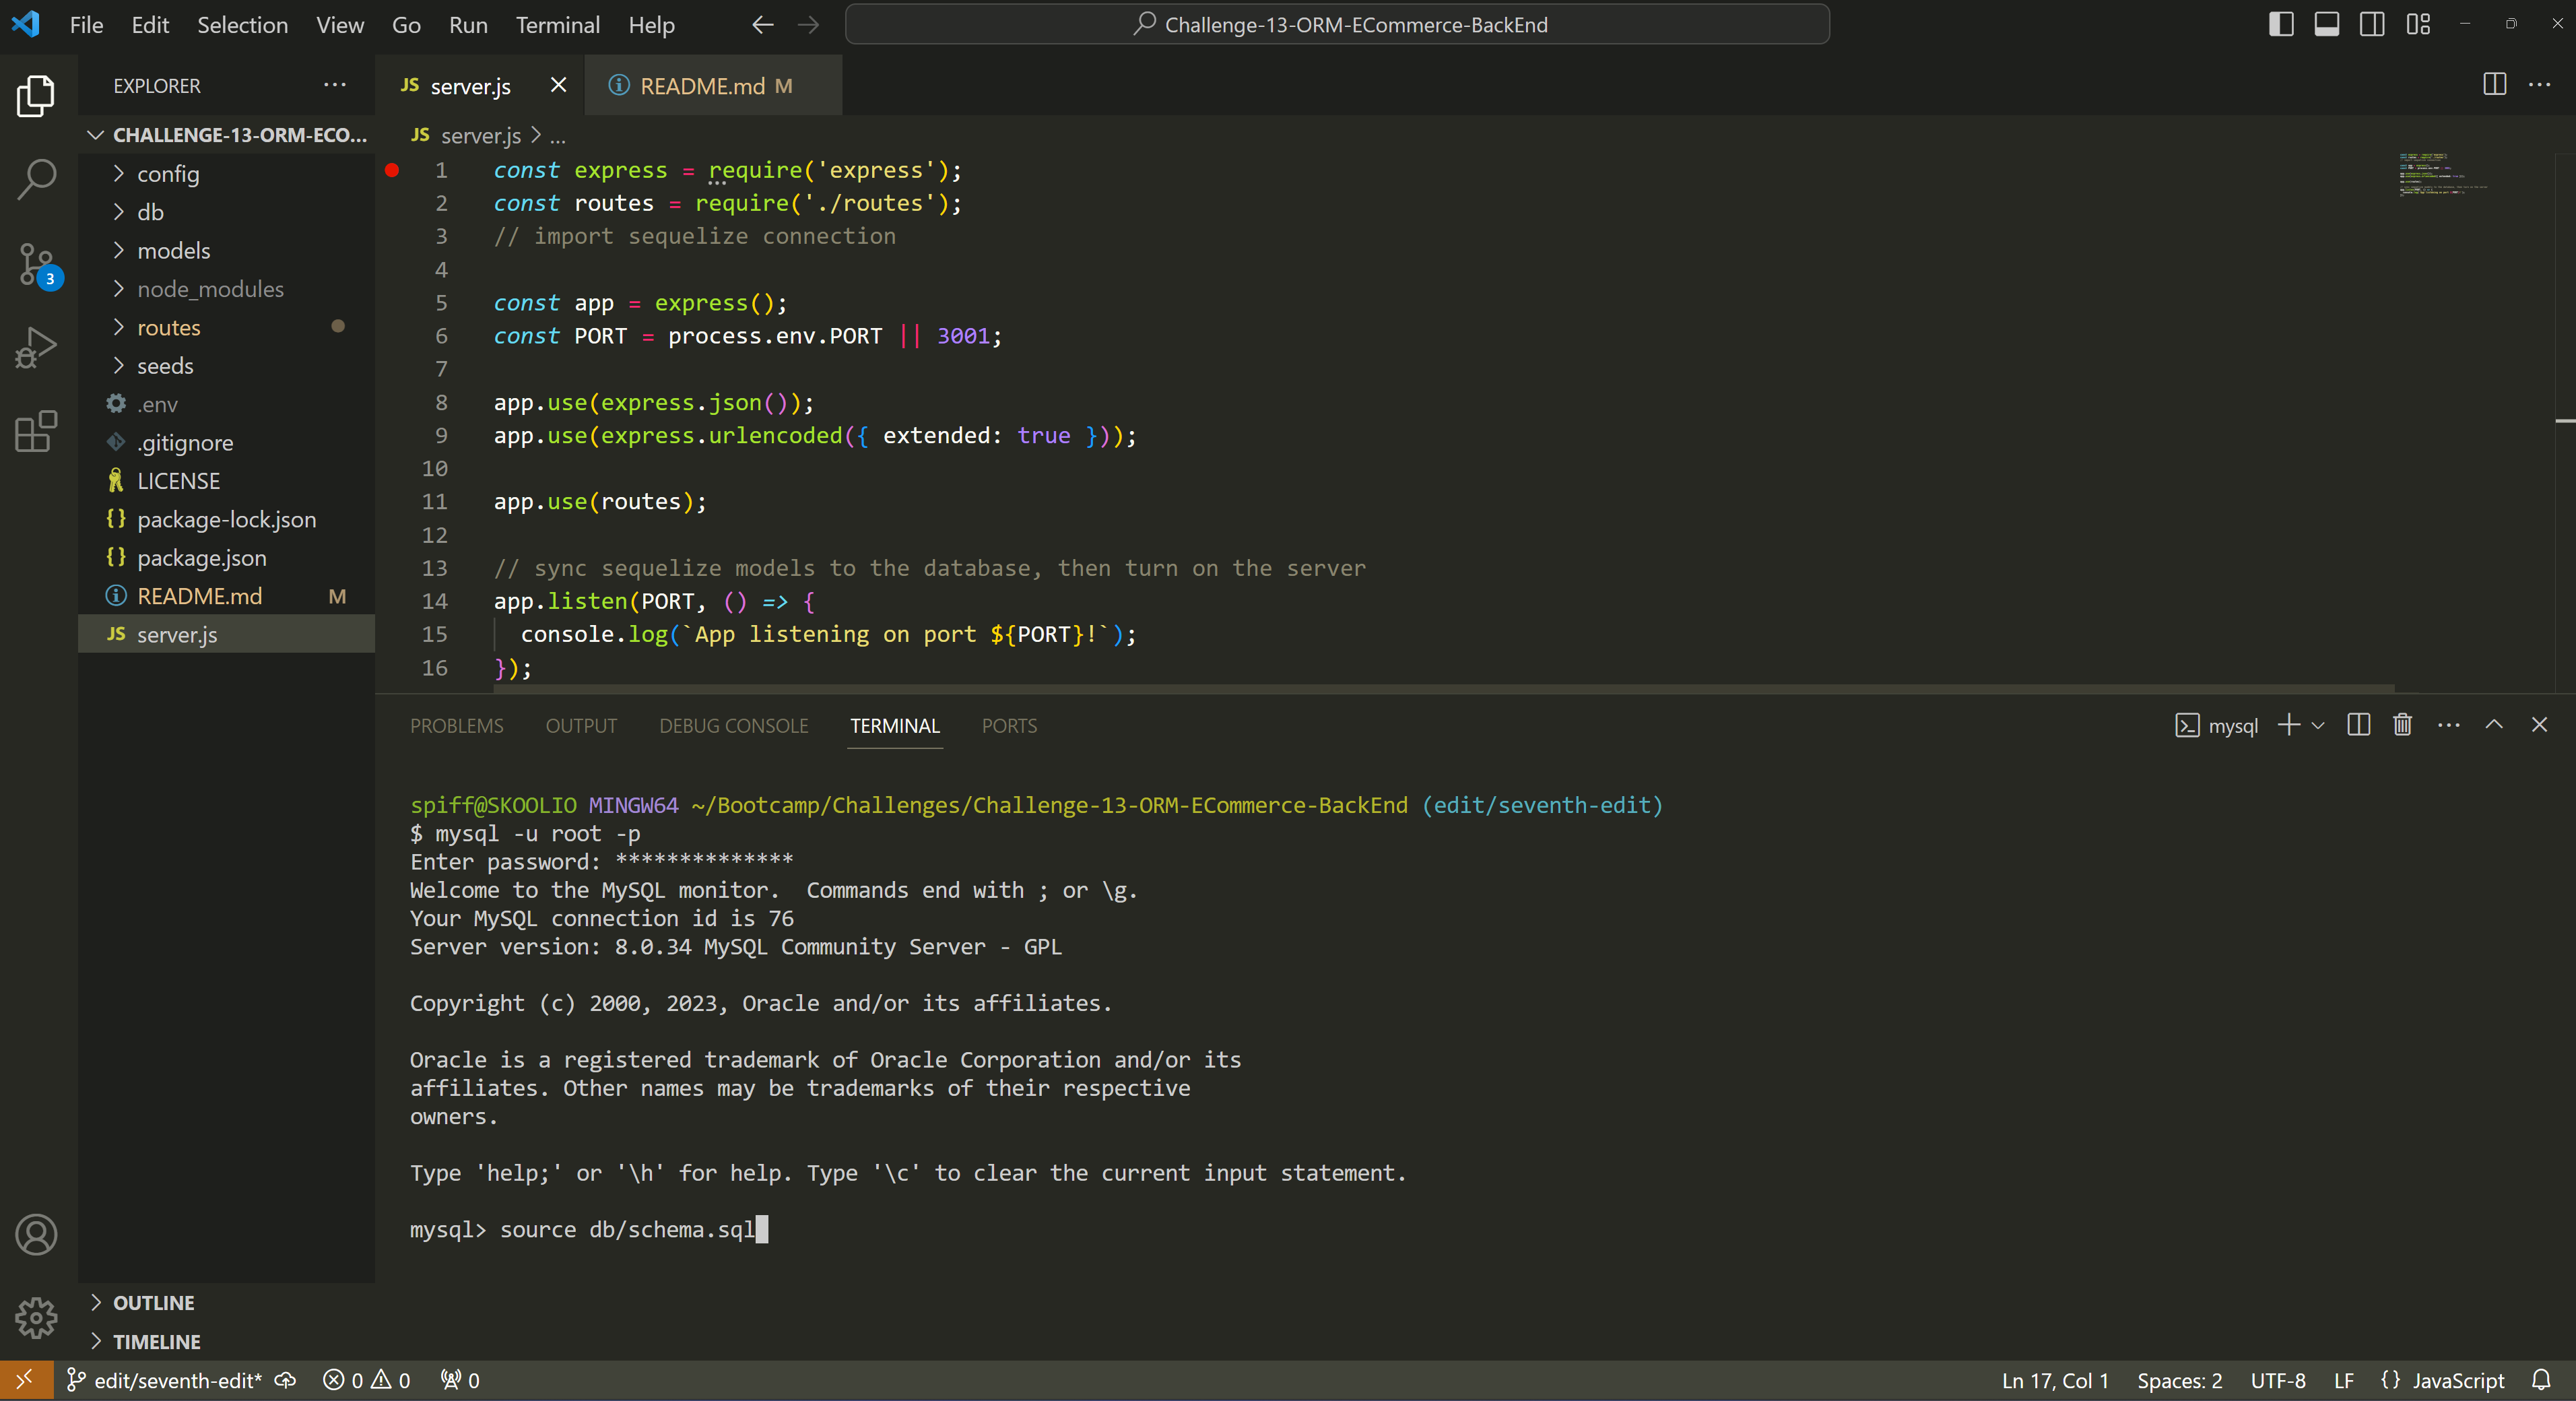 File Edit Selection View Go Run Terminal Help Challenge-13-ORM-ECommerce-BackEnd
EXPLORER
CHALLENGE-13-ORM-ECO...
config
db
models
node_modules
routes
seeds
.env
.gitignore
LICENSE
package-lock.json
package.json
README.md M
JS server.js
OUTLINE
TIMELINE
3
JS server.js README.md M
JS server.js > ...
1 const express = require('express');
2 const routes = require('./routes');
3 // import sequelize connection
4
5 const app = express();
6 const PORT = process.env.PORT || 3001;
7
8 app.use(express.json());
9 app.use(express.urlencoded({ extended: true }));
10
11 app.use(routes);
12
13 // sync sequelize models to the database, then turn on the server
14 app.listen(PORT, () => {
15 console.log(`App listening on port ${PORT}!`);
16 });
PROBLEMS OUTPUT DEBUG CONSOLE TERMINAL PORTS mysql
spiff@SKOOLIO MINGW64 ~/Bootcamp/Challenges/Challenge-13-ORM-ECommerce-BackEnd (edit/seventh-edit)
$ mysql -u root -p
Enter password: **************
Welcome to the MySQL monitor.  Commands end with ; or \g.
Your MySQL connection id is 76
Server version: 8.0.34 MySQL Community Server - GPL
Copyright (c) 2000, 2023, Oracle and/or its affiliates.
Oracle is a registered trademark of Oracle Corporation and/or its
affiliates. Other names may be trademarks of their respective
owners.
Type 'help;' or '\h' for help. Type '\c' to clear the current input statement.
mysql> source db/schema.sql
edit/seventh-edit* 0 0 0 Ln 17, Col 1 Spaces: 2 UTF-8 LF {} JavaScript